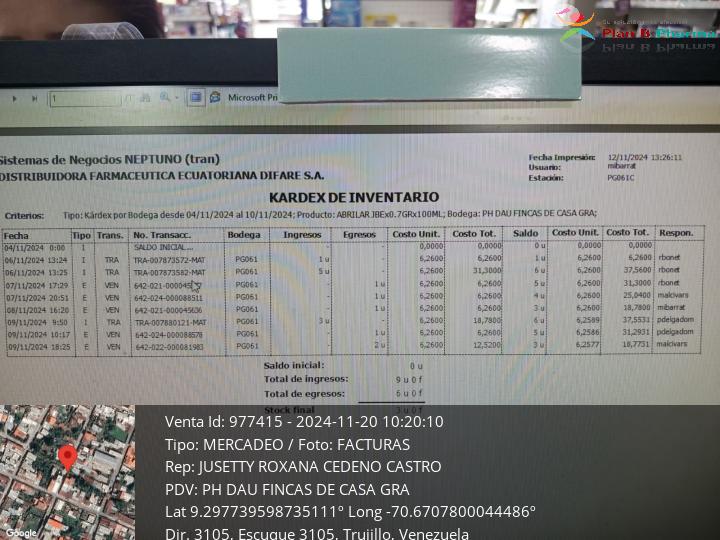 Plan B Pharma
1
Microsoft Pri
Sistemas de Negocios NEPTUNO (tran)
DISTRIBUIDORA FARMACEUTICA ECUATORIANA DIFARE S.A.
Fecha Impresión: 12/11/2024 13:26:11
Usuario: mibarrat
Estación: PG061C
KARDEX DE INVENTARIO
Criterios: Tipo: Kárdex por Bodega desde 04/11/2024 al 10/11/2024; Producto: ABRILAR JBEx0.7GRx100ML; Bodega: PH DAU FINCAS DE CASA GRA;
Fecha Tipo Trans. No. Transacc. Bodega Ingresos Egresos Costo Unit. Costo Tot. Saldo Costo Unit. Costo Tot. Respon.
04/11/2024 0:00 I SALDO INICIAL... - - 0,0000 0 u 0,0000 0,0000
06/11/2024 13:24 I TRA TRA-007873572-MAT PG061 1 u - 6,2600 6,2600 1 u 6,2600 6,2600 rbonet
06/11/2024 13:25 I TRA TRA-007873582-MAT PG061 5 u - 6,2600 31,3000 6 u 6,2600 37,5600 rbonet
07/11/2024 17:29 E VEN PG061 - 1 u 6,2600 6,2600 5 u 6,2600 31,3000 rbonet
07/11/2024 20:51 E VEN 642-024-000088511 PG061 - 1 u 6,2600 6,2600 4 u 6,2600 25,0400 malcivars
08/11/2024 16:20 E VEN 642-021-000045636 PG061 - 1 u 6,2600 6,2600 3 u 6,2600 18,7800 mibarrat
09/11/2024 9:50 I TRA TRA-007880121-MAT PG061 3 u - 6,2600 18,7800 6 u 6,2589 37,5531 pdelgadom
09/11/2024 10:17 E VEN 642-024-000088578 PG061 - 1 u 6,2600 6,2600 5 u 6,2586 31,2931 pdelgadom
09/11/2024 18:25 E VEN 642-022-000081983 PG061 - 2 u 6,2600 12,5200 3 u 6,2577 18,7731 malcivars
Saldo inicial: 0 u
Total de ingresos: 9 u 0 f
Total de egresos: 6 u 0 f
Stock final 3 u 0 f
Venta Id: 977415 - 2024-11-20 10:20:10
Tipo: MERCADEO / Foto: FACTURAS
Rep: JUSETTY ROXANA CEDENO CASTRO
PDV: PH DAU FINCAS DE CASA GRA
Lat 9.297739598735111° Long -70.6707800044486°
Dir. 3105, Escuque 3105, Trujillo, Venezuela
Google